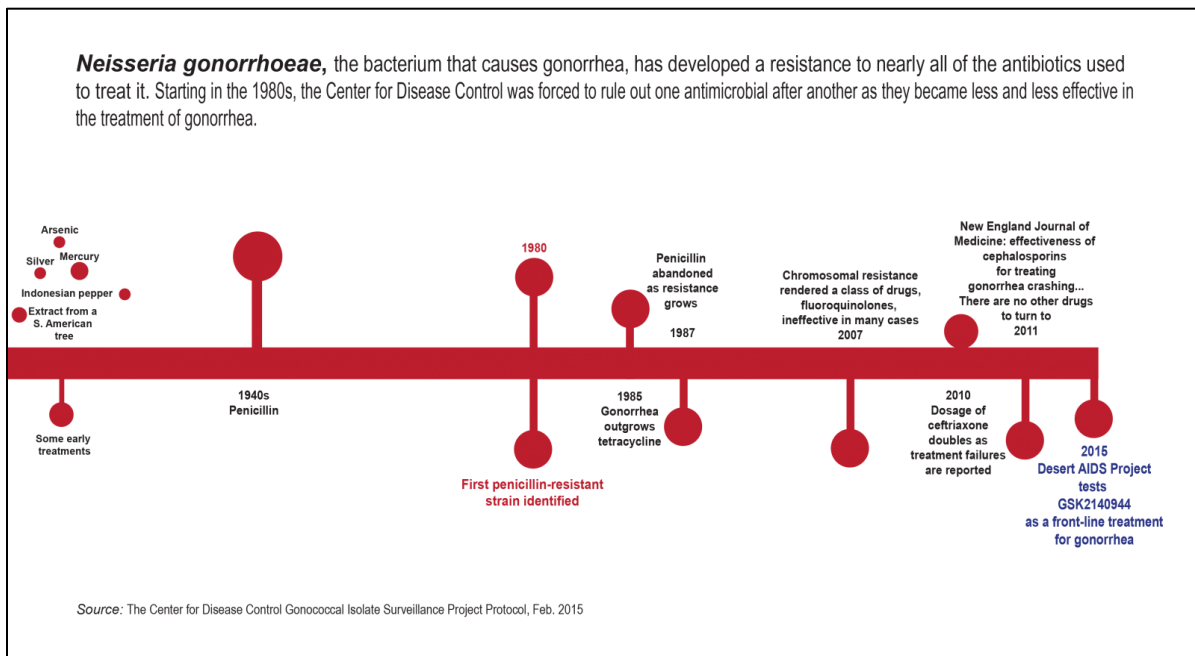 Neisseria gonorrhoeae, the bacterium that causes gonorrhea, has developed a resistance to nearly all of the antibiotics used
to treat it. Starting in the 1980s, the Center for Disease Control was forced to rule out one antimicrobial after another as they became less and less effective in
the treatment of gonorrhea.
Arsenic
Silver
Mercury
Indonesian pepper
Extract from a
S. American
tree
Some early
treatments
1940s
Penicillin
1980
First penicillin-resistant
strain identified
1985
Gonorrhea
outgrows
tetracycline
Penicillin
abandoned
as resistance
grows
1987
Chromosomal resistance
rendered a class of drugs,
fluoroquinolones,
ineffective in many cases
2007
2010
Dosage of
ceftriaxone
doubles as
treatment failures
are reported
New England Journal of
Medicine: effectiveness of
cephalosporins
for treating
gonorrhea crashing...
There are no other drugs
to turn to
2011
2015
Desert AIDS Project
tests
GSK2140944
as a front-line treatment
for gonorrhea
Source: The Center for Disease Control Gonococcal Isolate Surveillance Project Protocol, Feb. 2015